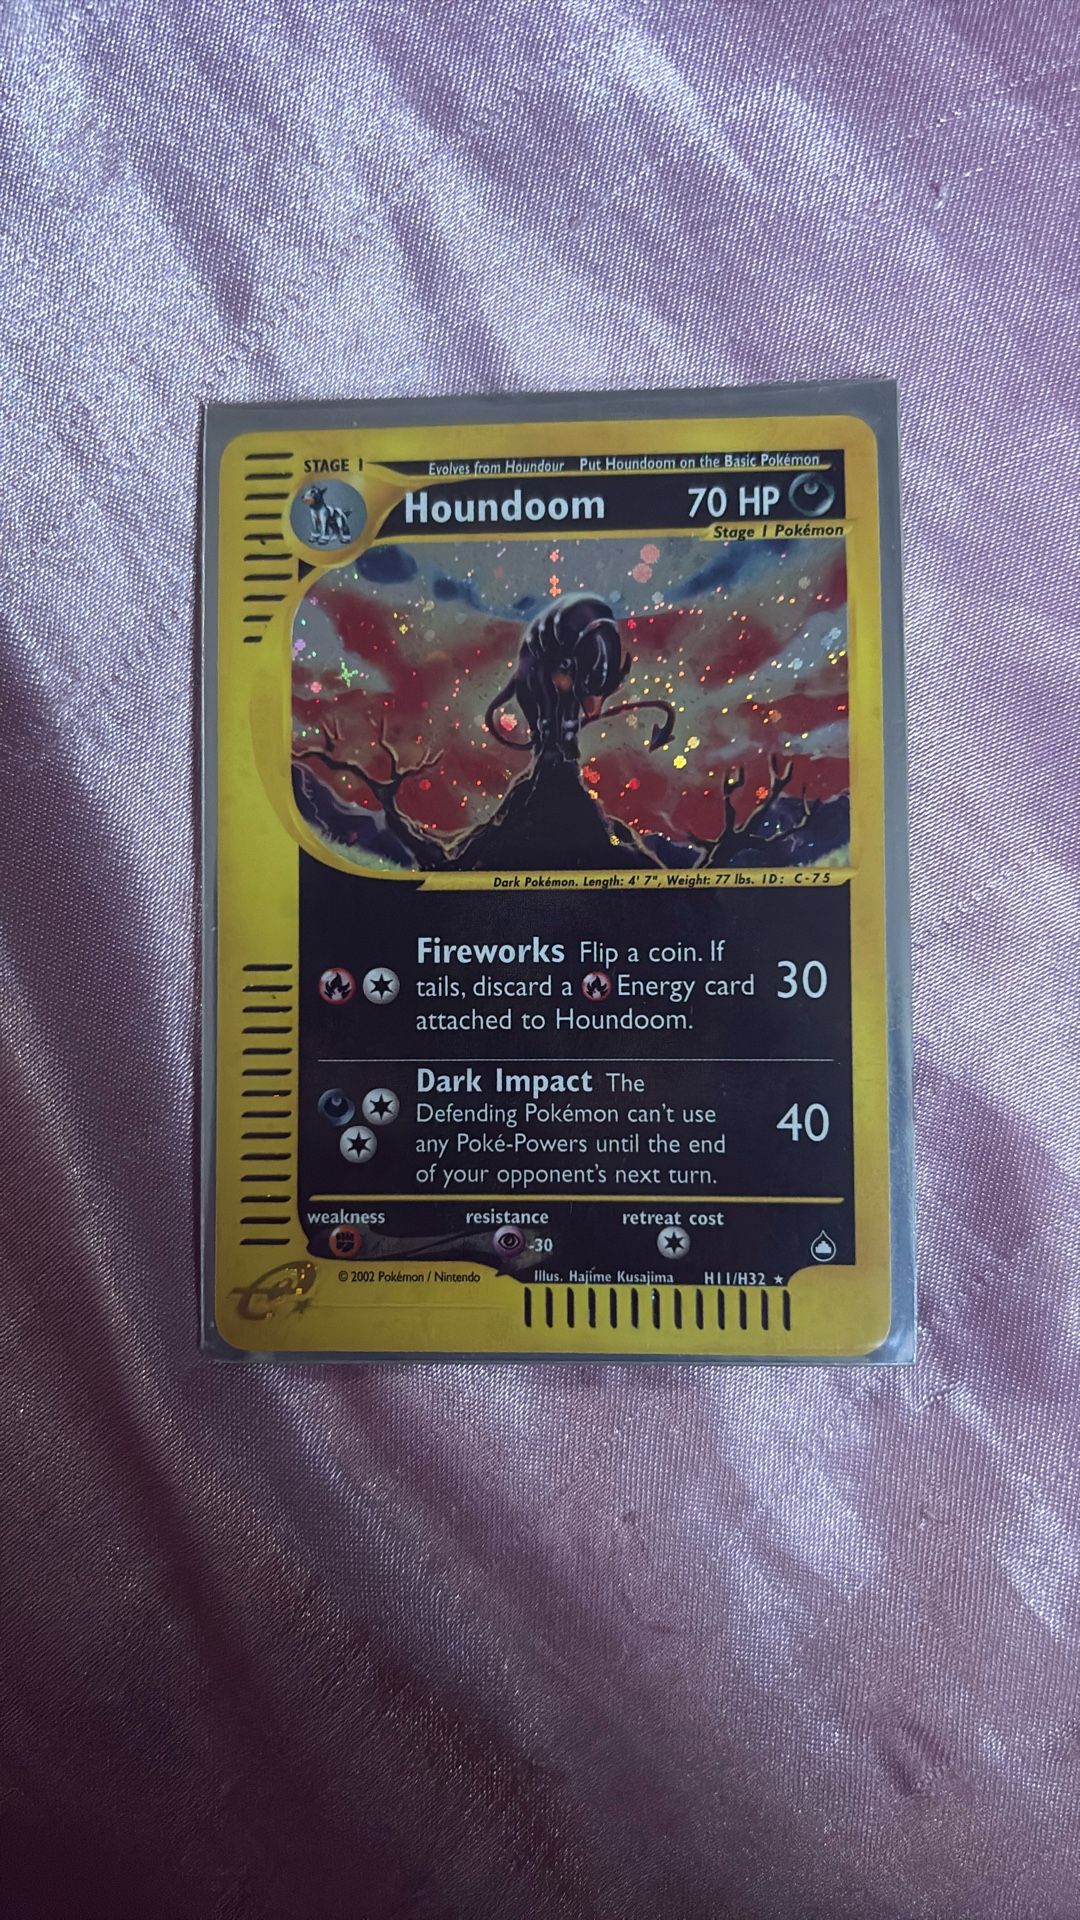 STAGE 1
Evolves from Houndour Put Houndoom on the Basic Pokémon
Houndoom 70 HP
Stage 1 Pokémon
Dark Pokémon. Length: 4' 7", Weight: 77 lbs. ID: C-75
Fireworks Flip a coin. If
tails, discard a Energy card
attached to Houndoom.
30
Dark Impact The
Defending Pokémon can't use
any Poké-Powers until the end
of your opponent's next turn.
40
weakness resistance retreat cost
-30
© 2002 Pokémon / Nintendo
Illus. Hajime Kusajima H11/H32 ★
e